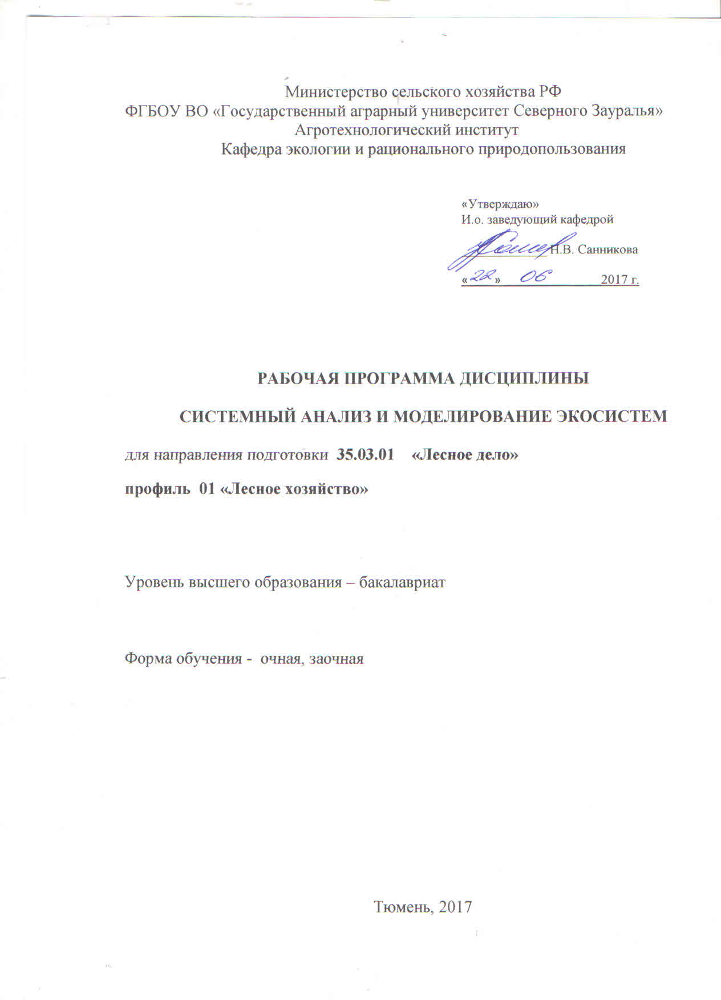 Министерство сельского хозяйства РФ
ФГБОУ ВО «Государственный аграрный университет Северного Зауралья»
Агротехнологический институт
Кафедра экологии и рационального природопользования
«Утверждаю»
И.о. заведующий кафедрой
Н.В. Санникова
«22» 06 2017 г.
РАБОЧАЯ ПРОГРАММА ДИСЦИПЛИНЫ
СИСТЕМНЫЙ АНАЛИЗ И МОДЕЛИРОВАНИЕ ЭКОСИСТЕМ
для направления подготовки 35.03.01 «Лесное дело»
профиль 01 «Лесное хозяйство»
Уровень высшего образования – бакалавриат
Форма обучения - очная, заочная
Тюмень, 2017